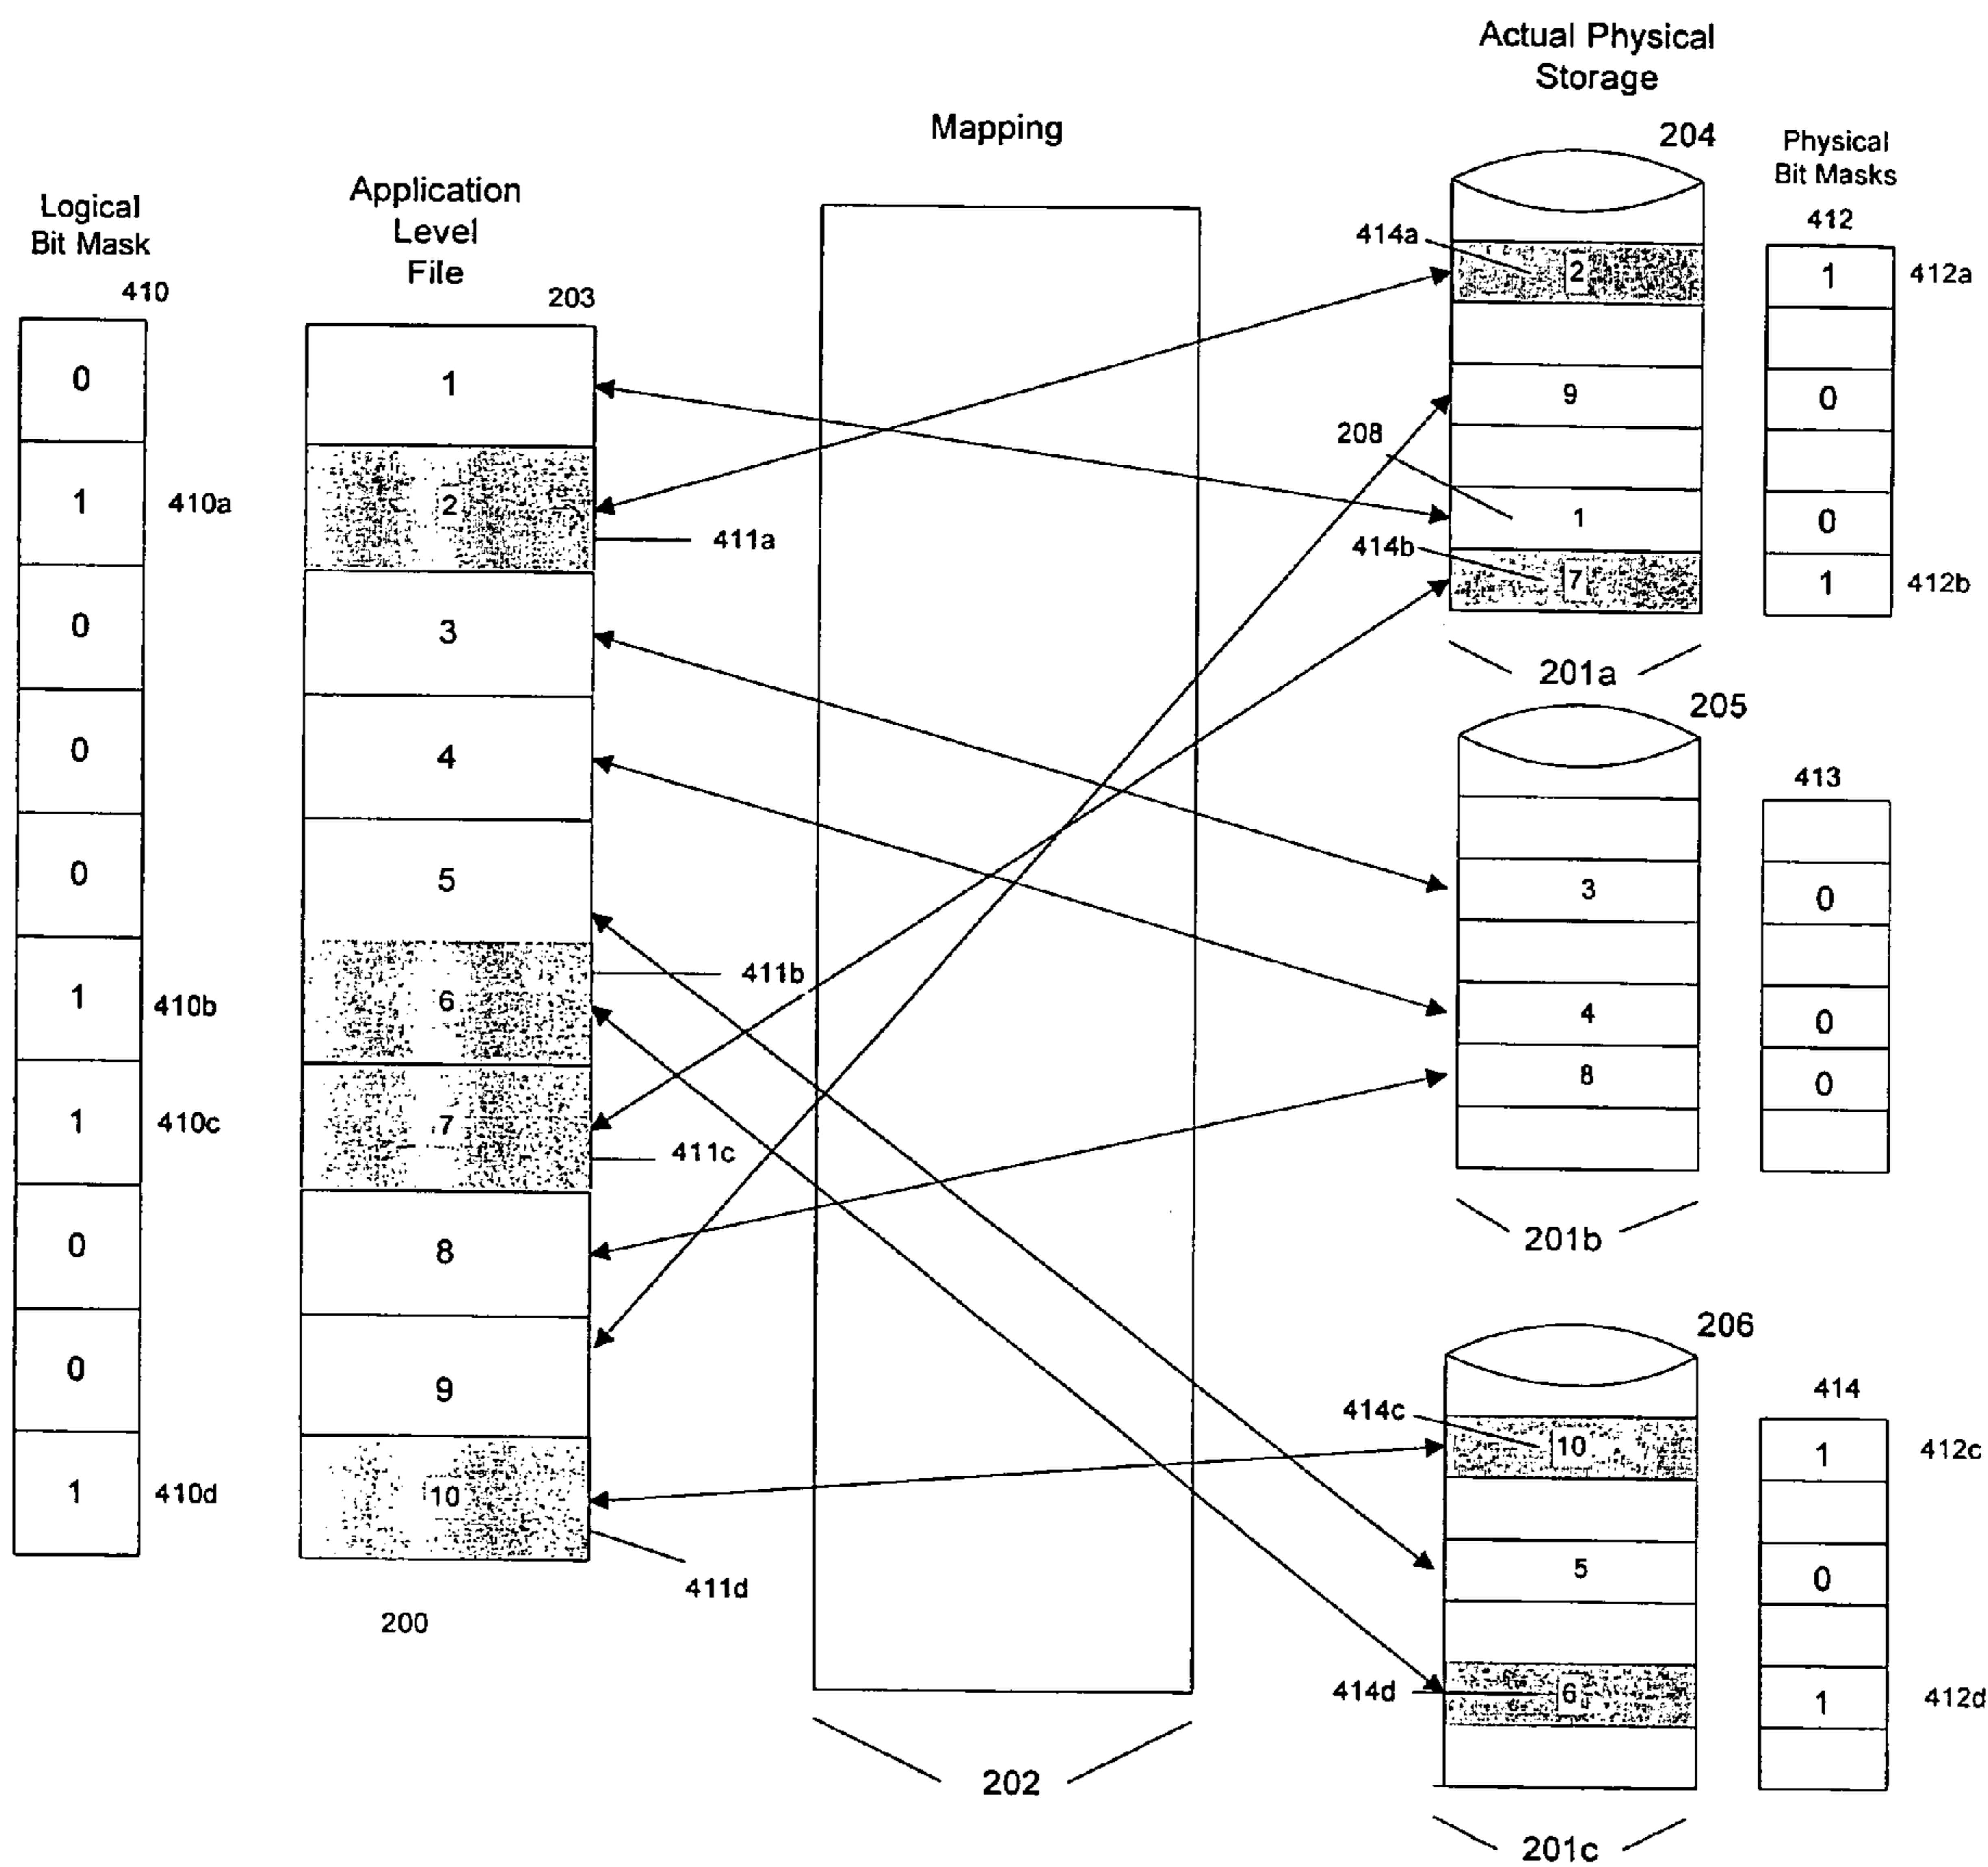 Actual Physical
Storage
Mapping
204
Physical
Bit Masks
Logical
Bit Mask
Application
Level
File
412
410
203
414a
2
1
412a
0
1
9
0
208
1
410a
2
411a
1
0
414b
7
1
412b
0
3
201a
205
0
4
413
0
5
3
0
411b
1
410b
6
4
0
8
0
1
410c
7
411c
0
8
201b
0
9
206
414
414c
10
1
412c
1
410d
10
411d
5
0
200
414d
6
1
412d
202
201c